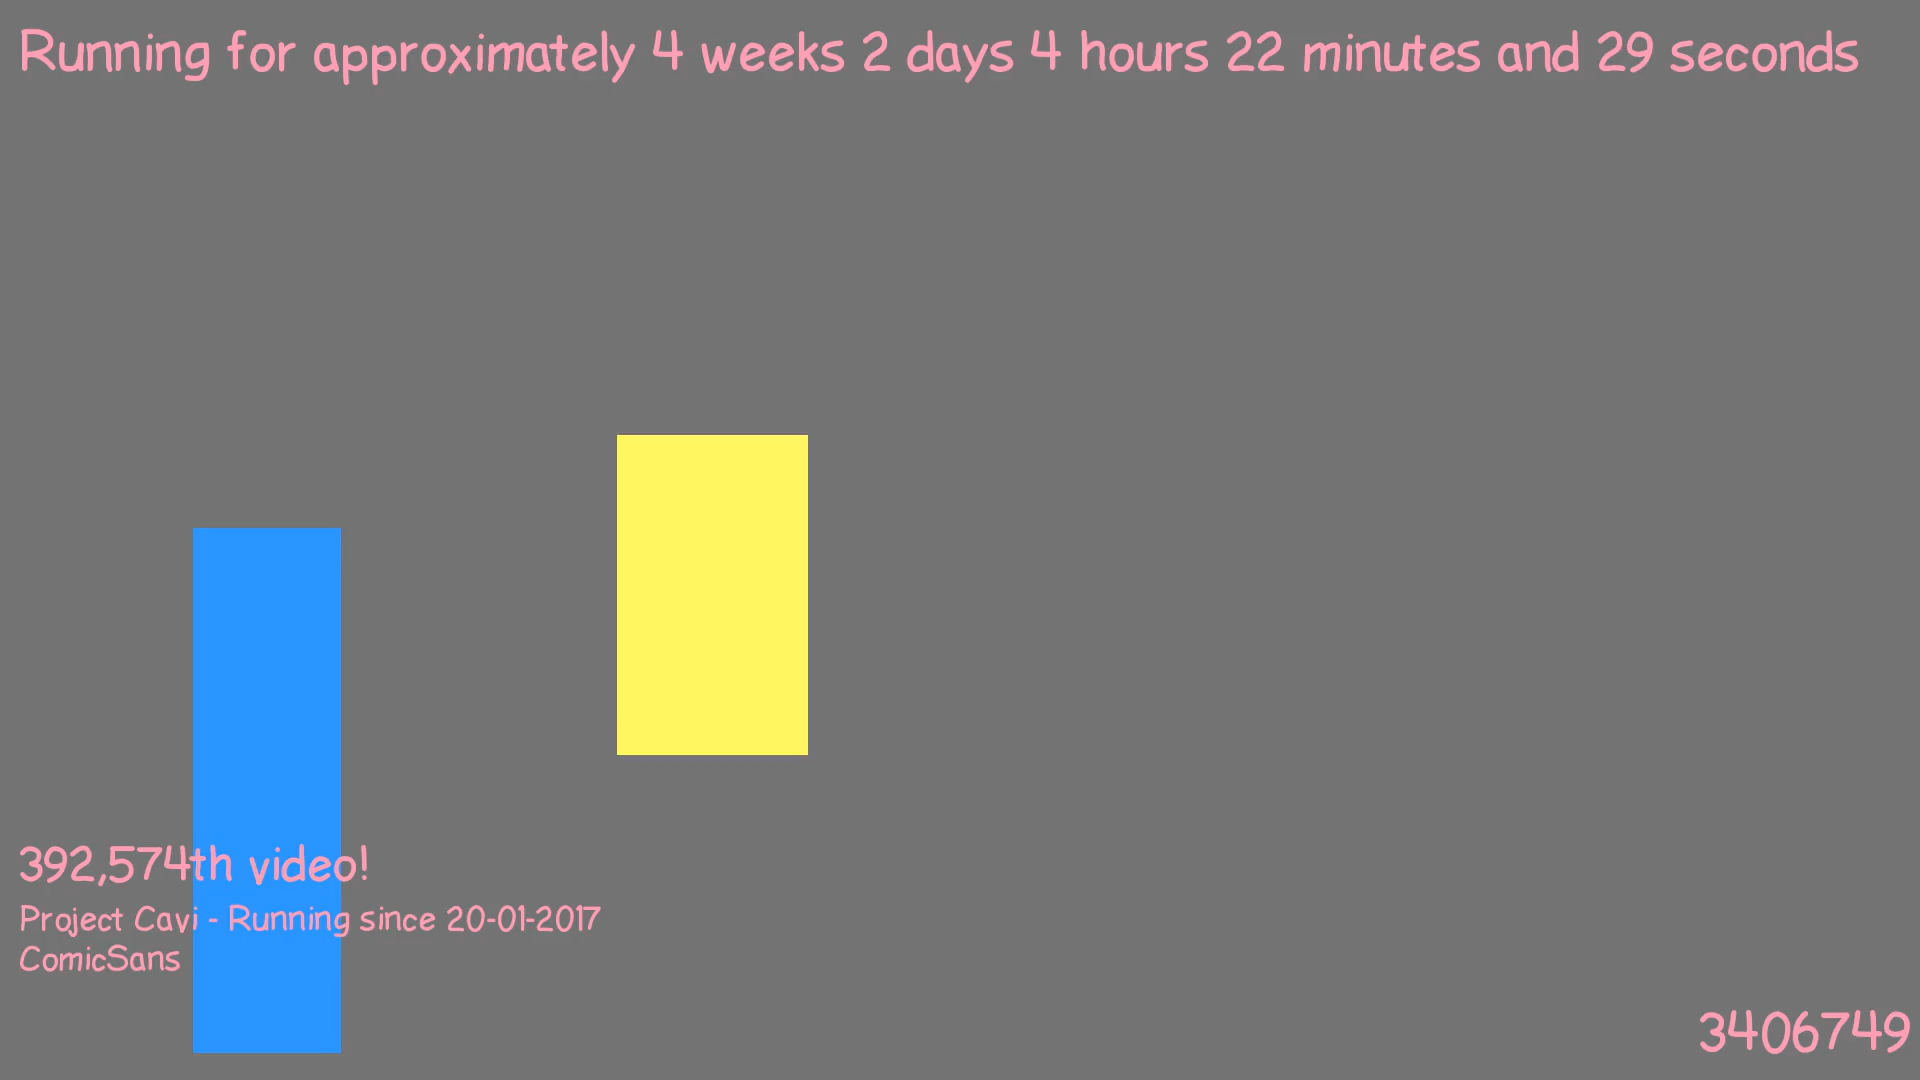 Running for approximately 4 weeks 2 days 4 hours 22 minutes and 29 seconds
392,574th video!
Project Cavi - Running since 20-01-2017
ComicSans
3406749